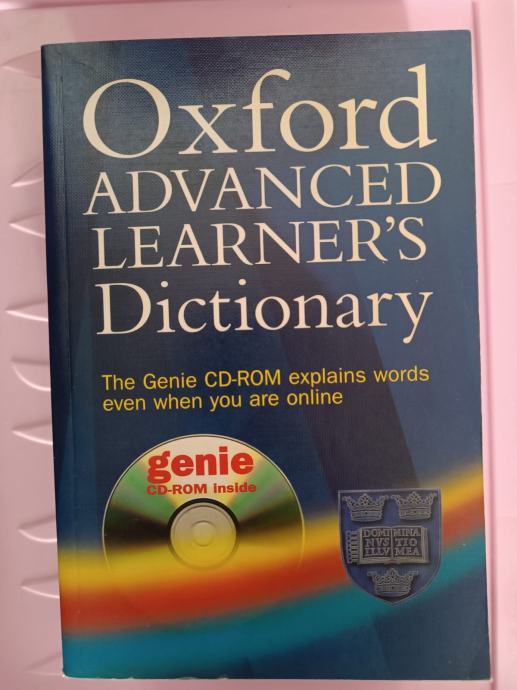 Oxford
ADVANCED
LEARNER'S
Dictionary
The Genie CD-ROM explains words
even when you are online
genie
CD-ROM inside
DOMI MINA
NVS TIO
ILLV MEA